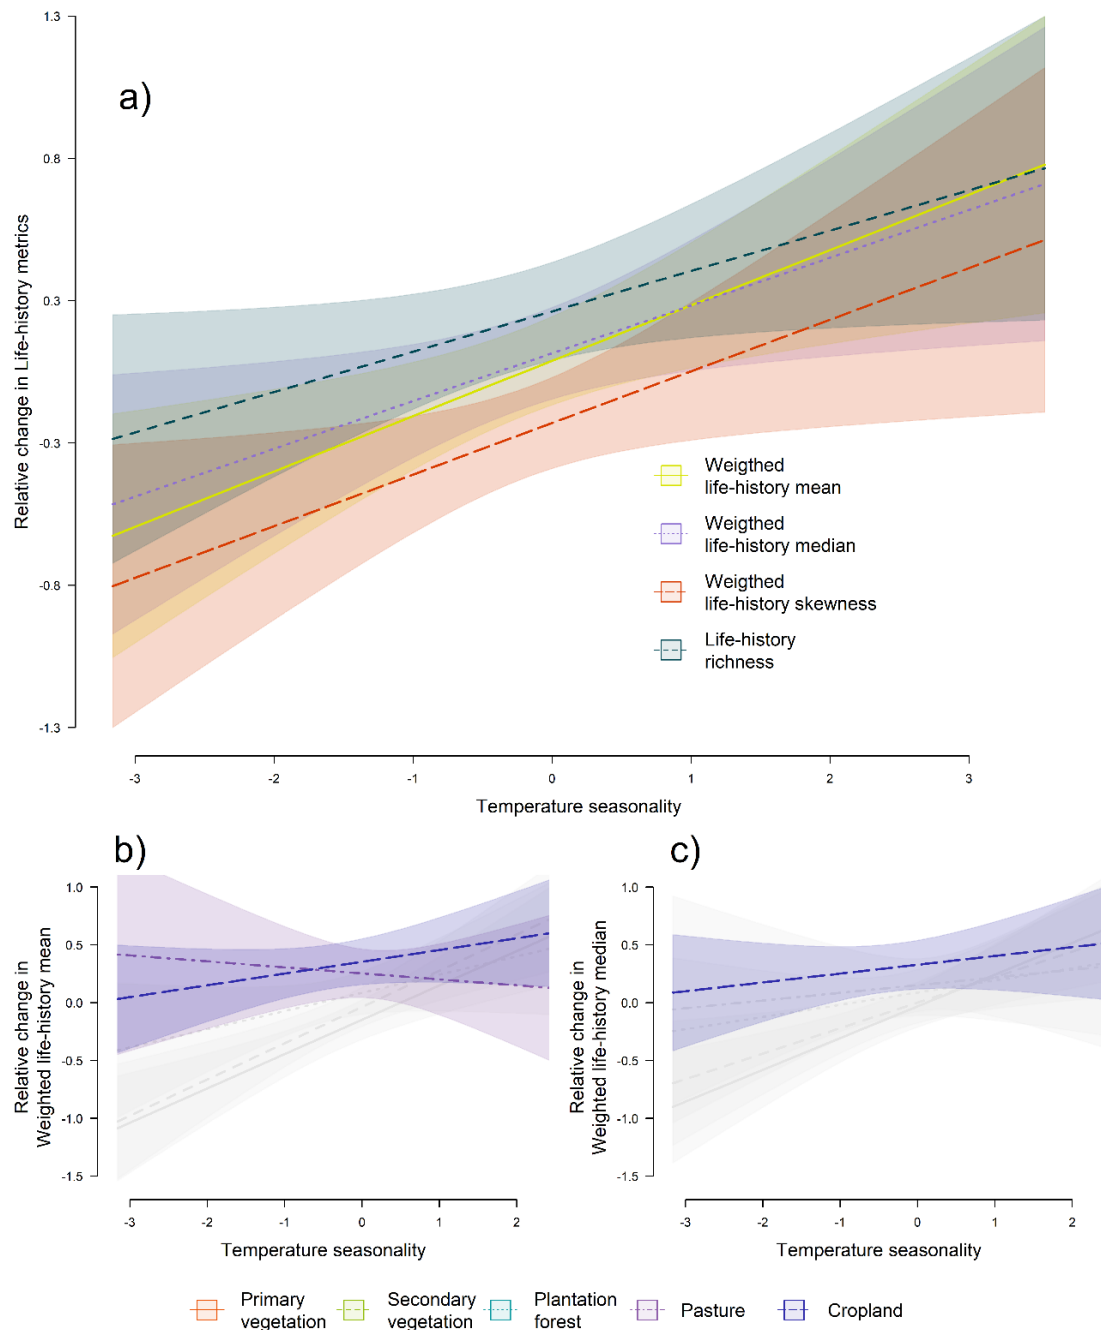 a)
Relative change in Life-history metrics
1.3
0.8
0.3
-0.3
-0.8
-1.3
Weigthed
life-history mean
Weigthed
life-history median
Weigthed
life-history skewness
Life-history
richness
-3 -2 -1 0 1 2 3
Temperature seasonality
b)
Relative change in
Weighted life-history mean
1.0
0.5
0.0
-0.5
-1.0
-1.5
-3 -2 -1 0 1 2
Temperature seasonality
c)
Relative change in
Weighted life-history median
1.0
0.5
0.0
-0.5
-1.0
-1.5
-3 -2 -1 0 1 2
Temperature seasonality
Primary
vegetation
Secondary
vegetation
Plantation
forest
Pasture
Cropland